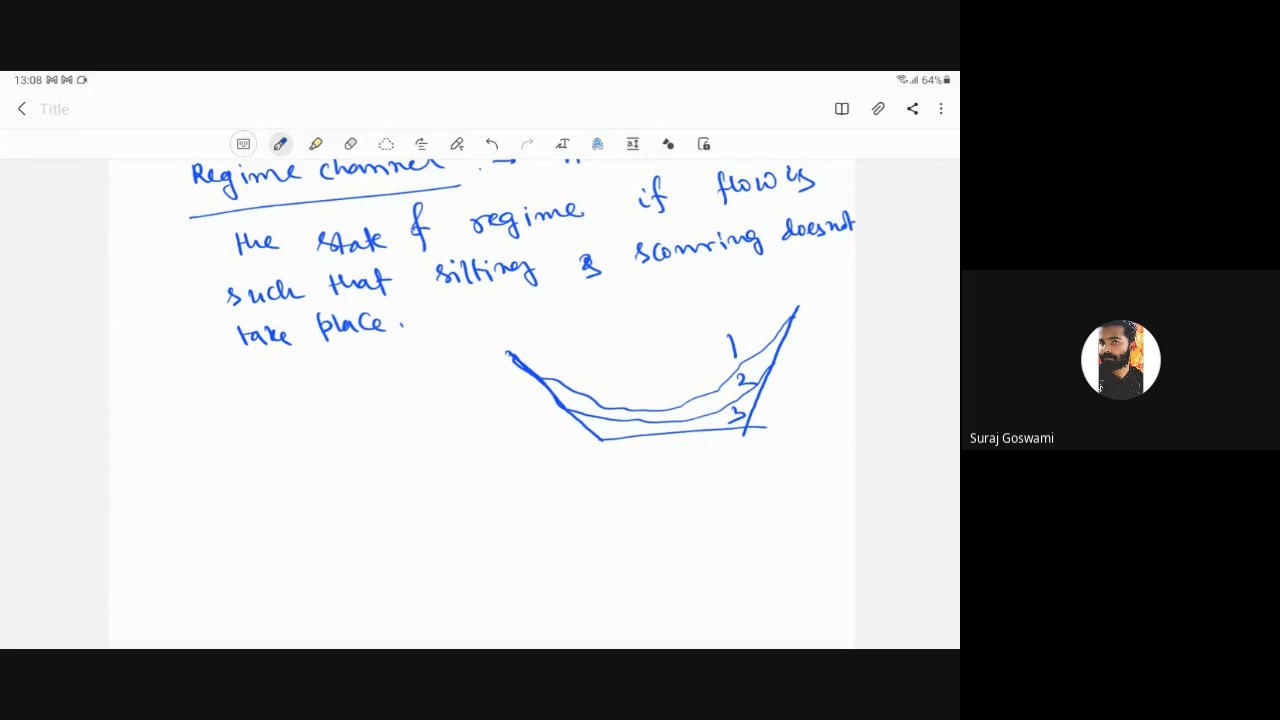 13:08
64%
Title
Regime channel : →
the state of regime if flow is
such that silting & scouring doesnot
take place.
1
2
3
Suraj Goswami